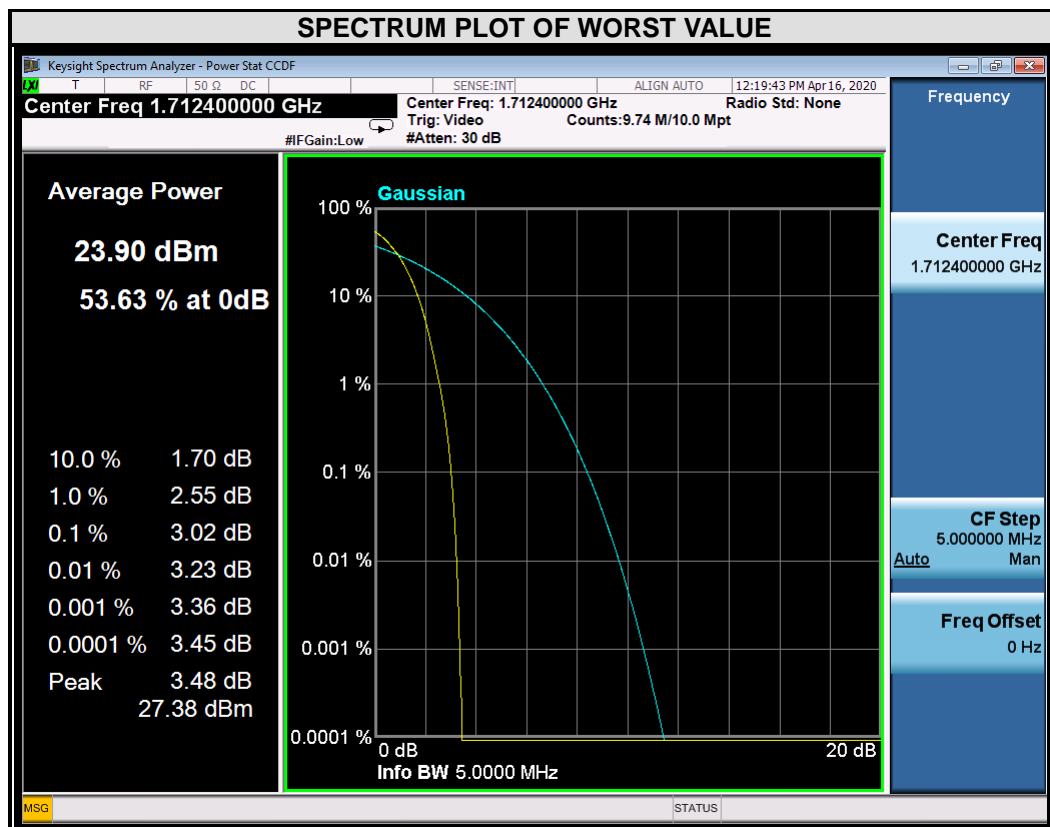 SPECTRUM PLOT OF WORST VALUE
Keysight Spectrum Analyzer - Power Stat CCDF
LXI T RF 50 Ω DC SENSE:INT ALIGN AUTO 12:19:43 PM Apr 16, 2020
Center Freq 1.712400000 GHz
#IFGain:Low
Center Freq: 1.712400000 GHz Radio Std: None
Trig: Video Counts:9.74 M/10.0 Mpt
#Atten: 30 dB
Average Power
23.90 dBm
53.63 % at 0dB
10.0 % 1.70 dB
1.0 % 2.55 dB
0.1 % 3.02 dB
0.01 % 3.23 dB
0.001 % 3.36 dB
0.0001 % 3.45 dB
Peak 3.48 dB
27.38 dBm
Gaussian
100 %
10 %
1 %
0.1 %
0.01 %
0.001 %
0.0001 %
0 dB 20 dB
Info BW 5.0000 MHz
Frequency
Center Freq
1.712400000 GHz
CF Step
5.000000 MHz
Auto Man
Freq Offset
0 Hz
MSG STATUS